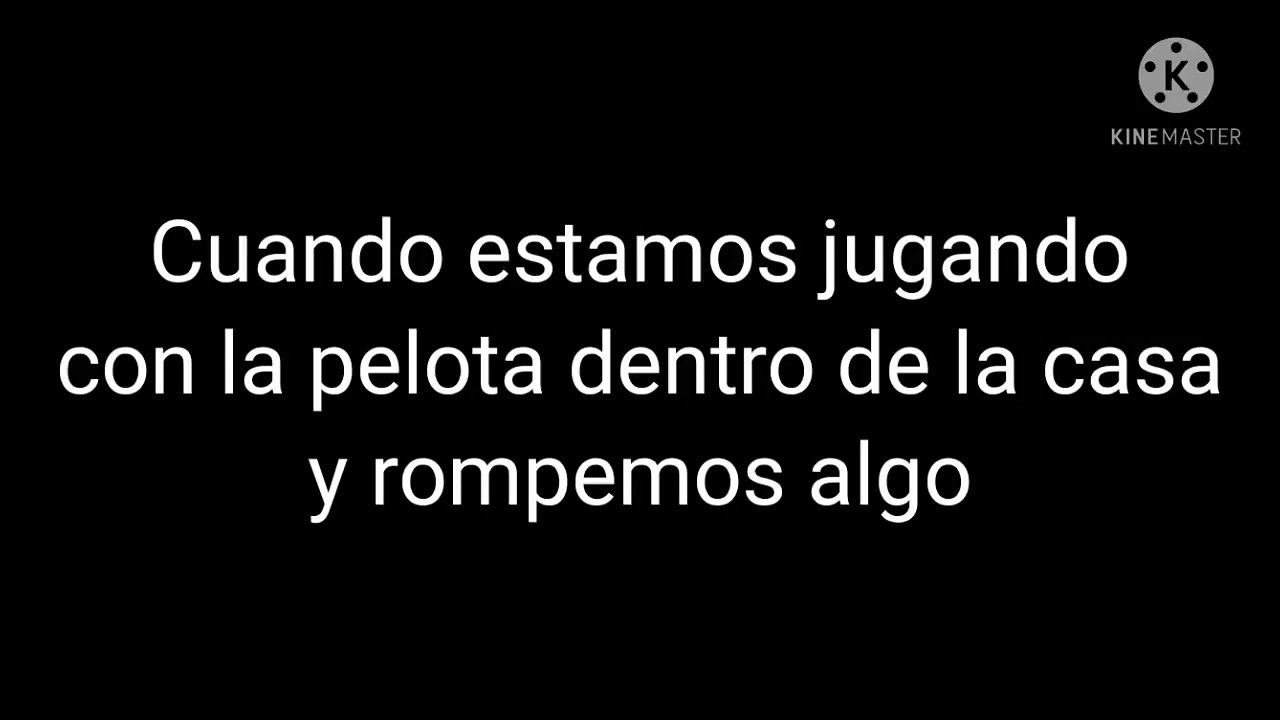 K
KINEMASTER
Cuando estamos jugando
con la pelota dentro de la casa
y rompemos algo